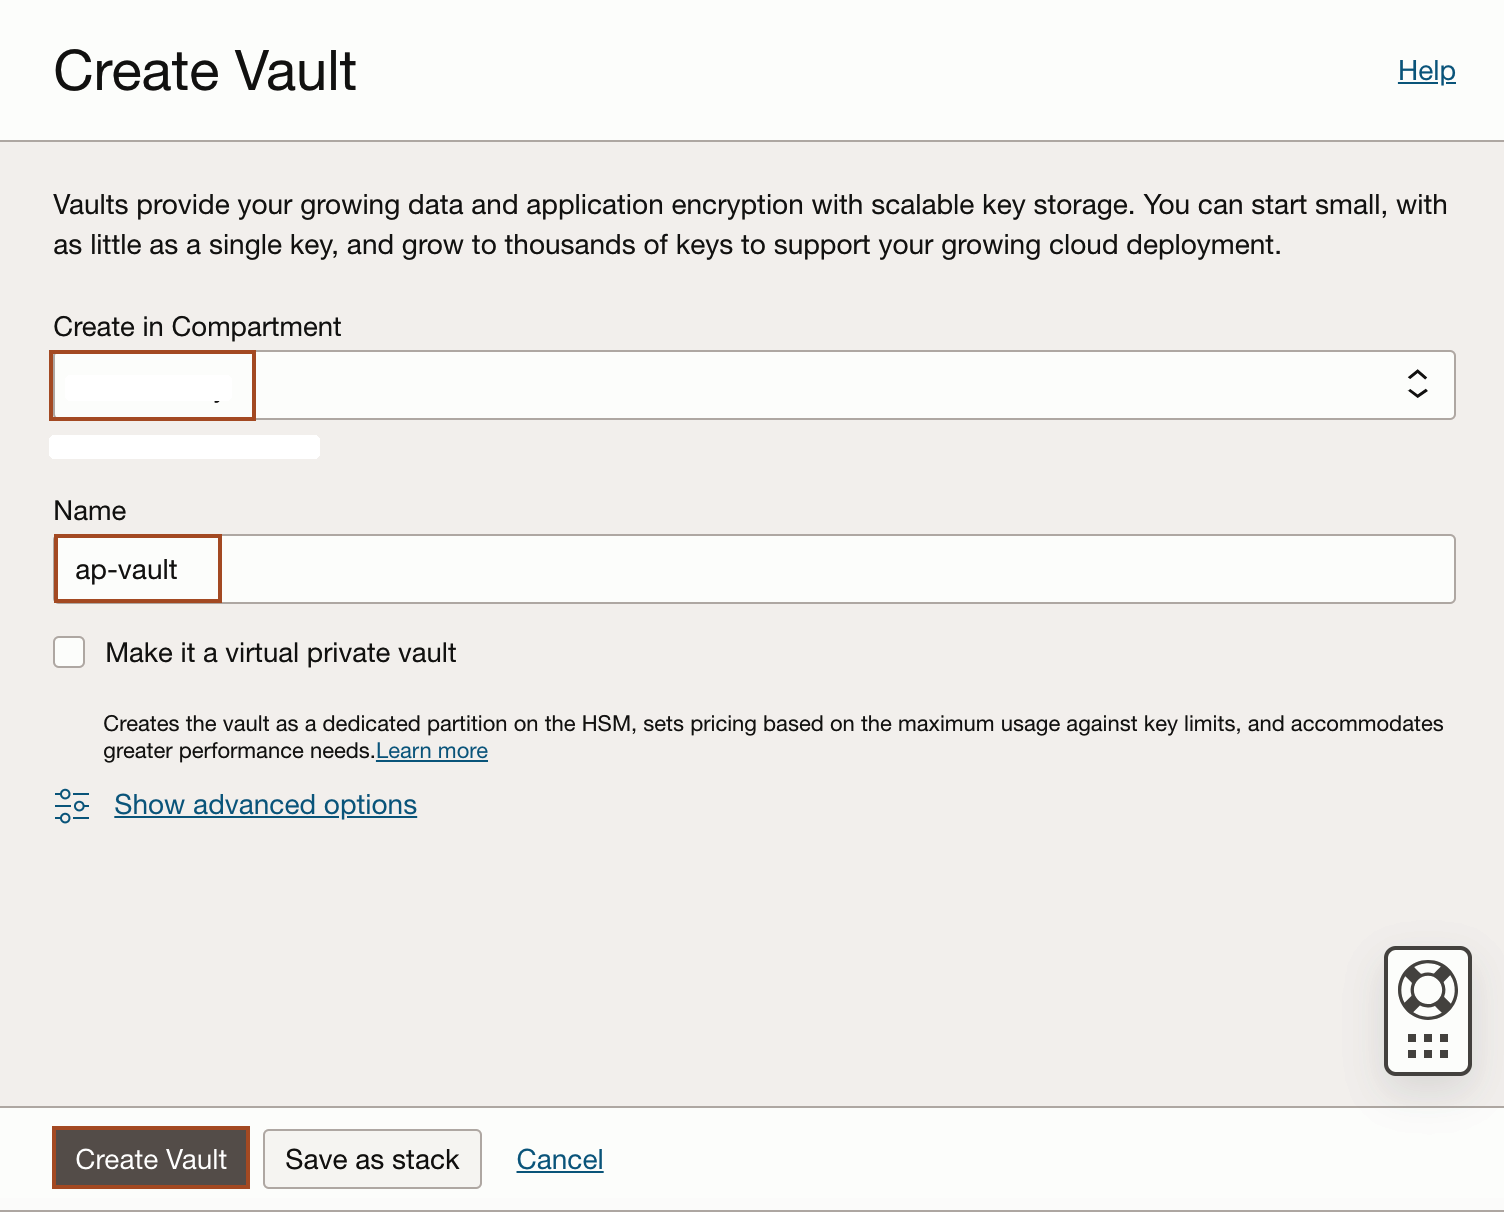 Create Vault
Help
Vaults provide your growing data and application encryption with scalable key storage. You can start small, with
as little as a single key, and grow to thousands of keys to support your growing cloud deployment.
Create in Compartment
Name
ap-vault
Make it a virtual private vault
Creates the vault as a dedicated partition on the HSM, sets pricing based on the maximum usage against key limits, and accommodates
greater performance needs.Learn more
Show advanced options
Create Vault
Save as stack
Cancel